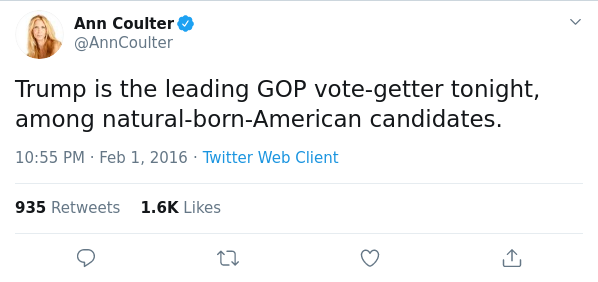 Ann Coulter
@AnnCoulter
Trump is the leading GOP vote-getter tonight,
among natural-born-American candidates.
10:55 PM · Feb 1, 2016 · Twitter Web Client
935 Retweets 1.6K Likes